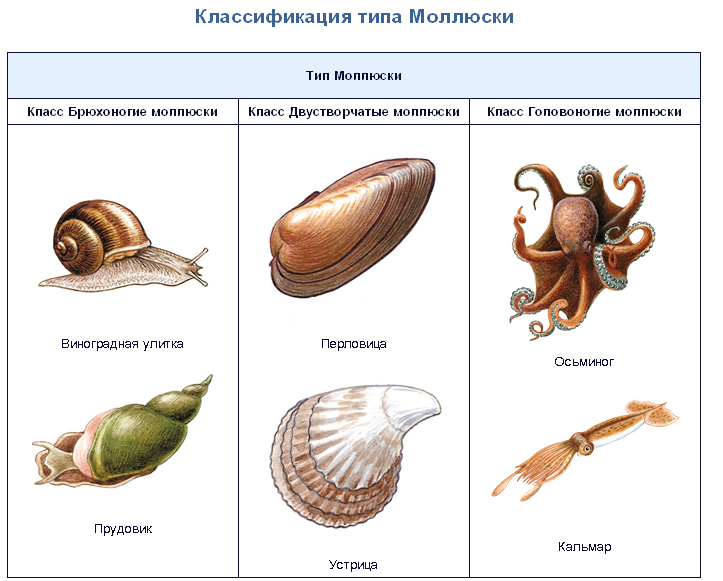 Классификация типа Моллюски
Тип Моллюски
Класс Брюхоногие моллюски
Класс Двустворчатые моллюски
Класс Головоногие моллюски
Виноградная улитка
Перловица
Осьминог
Прудовик
Устрица
Кальмар